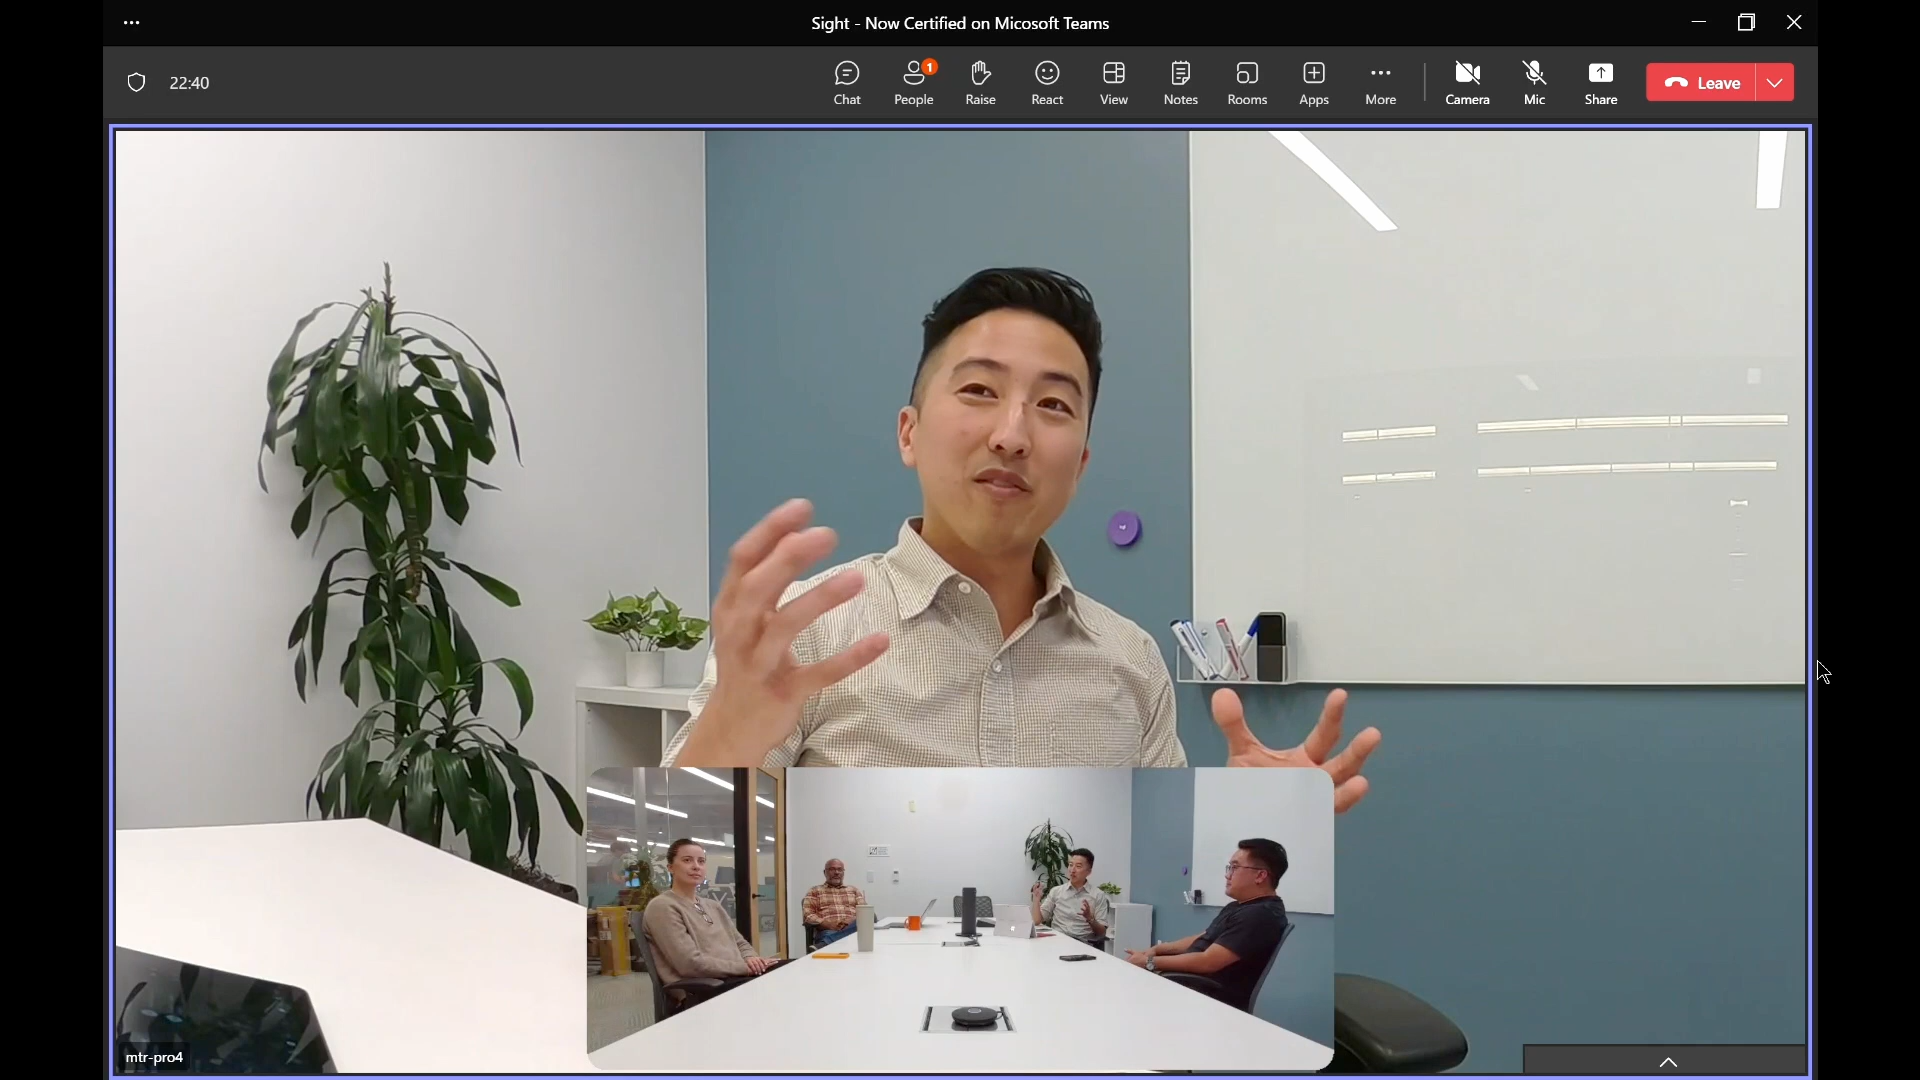 Sight - Now Certified on Micosoft Teams
22:40
Chat
People
1
Raise
React
View
Notes
Rooms
Apps
More
Camera
Mic
Share
Leave
mtr-pro4